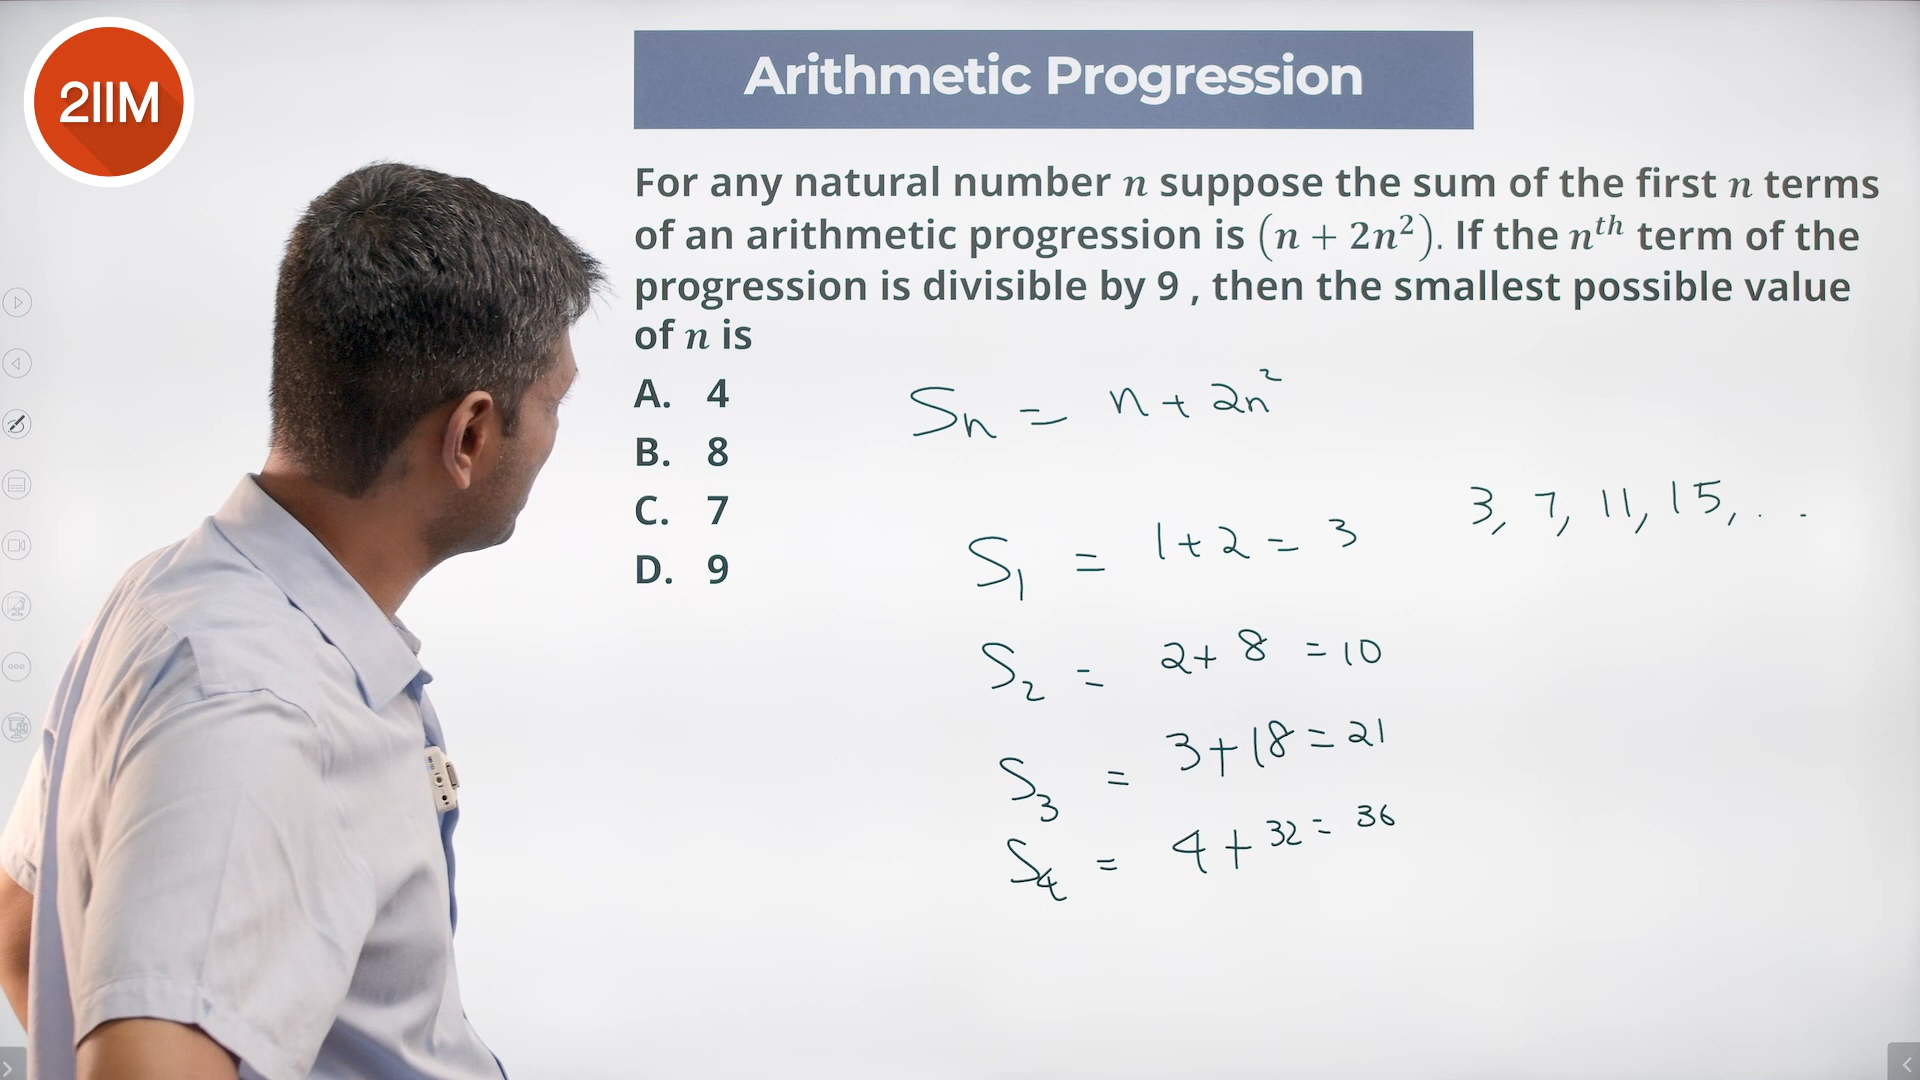 2IIM
Arithmetic Progression
For any natural number n suppose the sum of the first n terms
of an arithmetic progression is (n + 2n²). If the nᵗʰ term of the
progression is divisible by 9 , then the smallest possible value
of n is
A. 4
B. 8
C. 7
D. 9
Sₙ = n + 2n²
3, 7, 11, 15, . .
S₁ = 1+2 = 3
S₂ = 2+ 8 = 10
S₃ = 3+18 = 21
S₄ = 4+32 = 36